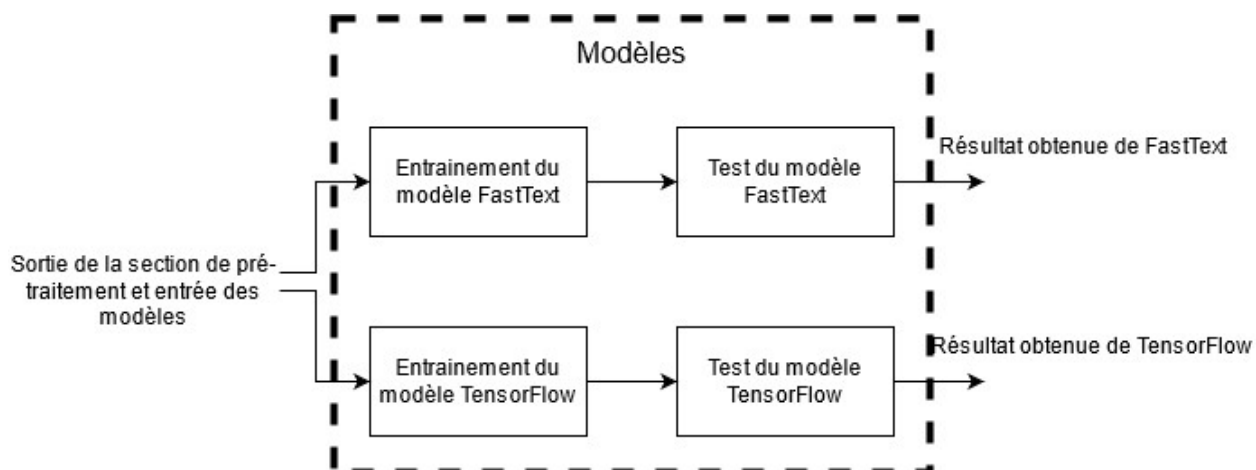 Modèles
Entrainement du
modèle FastText
Test du modèle
FastText
Résultat obtenue de FastText
Sortie de la section de pré-
traitement et entrée des
modèles
Entrainement du
modèle TensorFlow
Test du modèle
TensorFlow
Résultat obtenue de TensorFlow